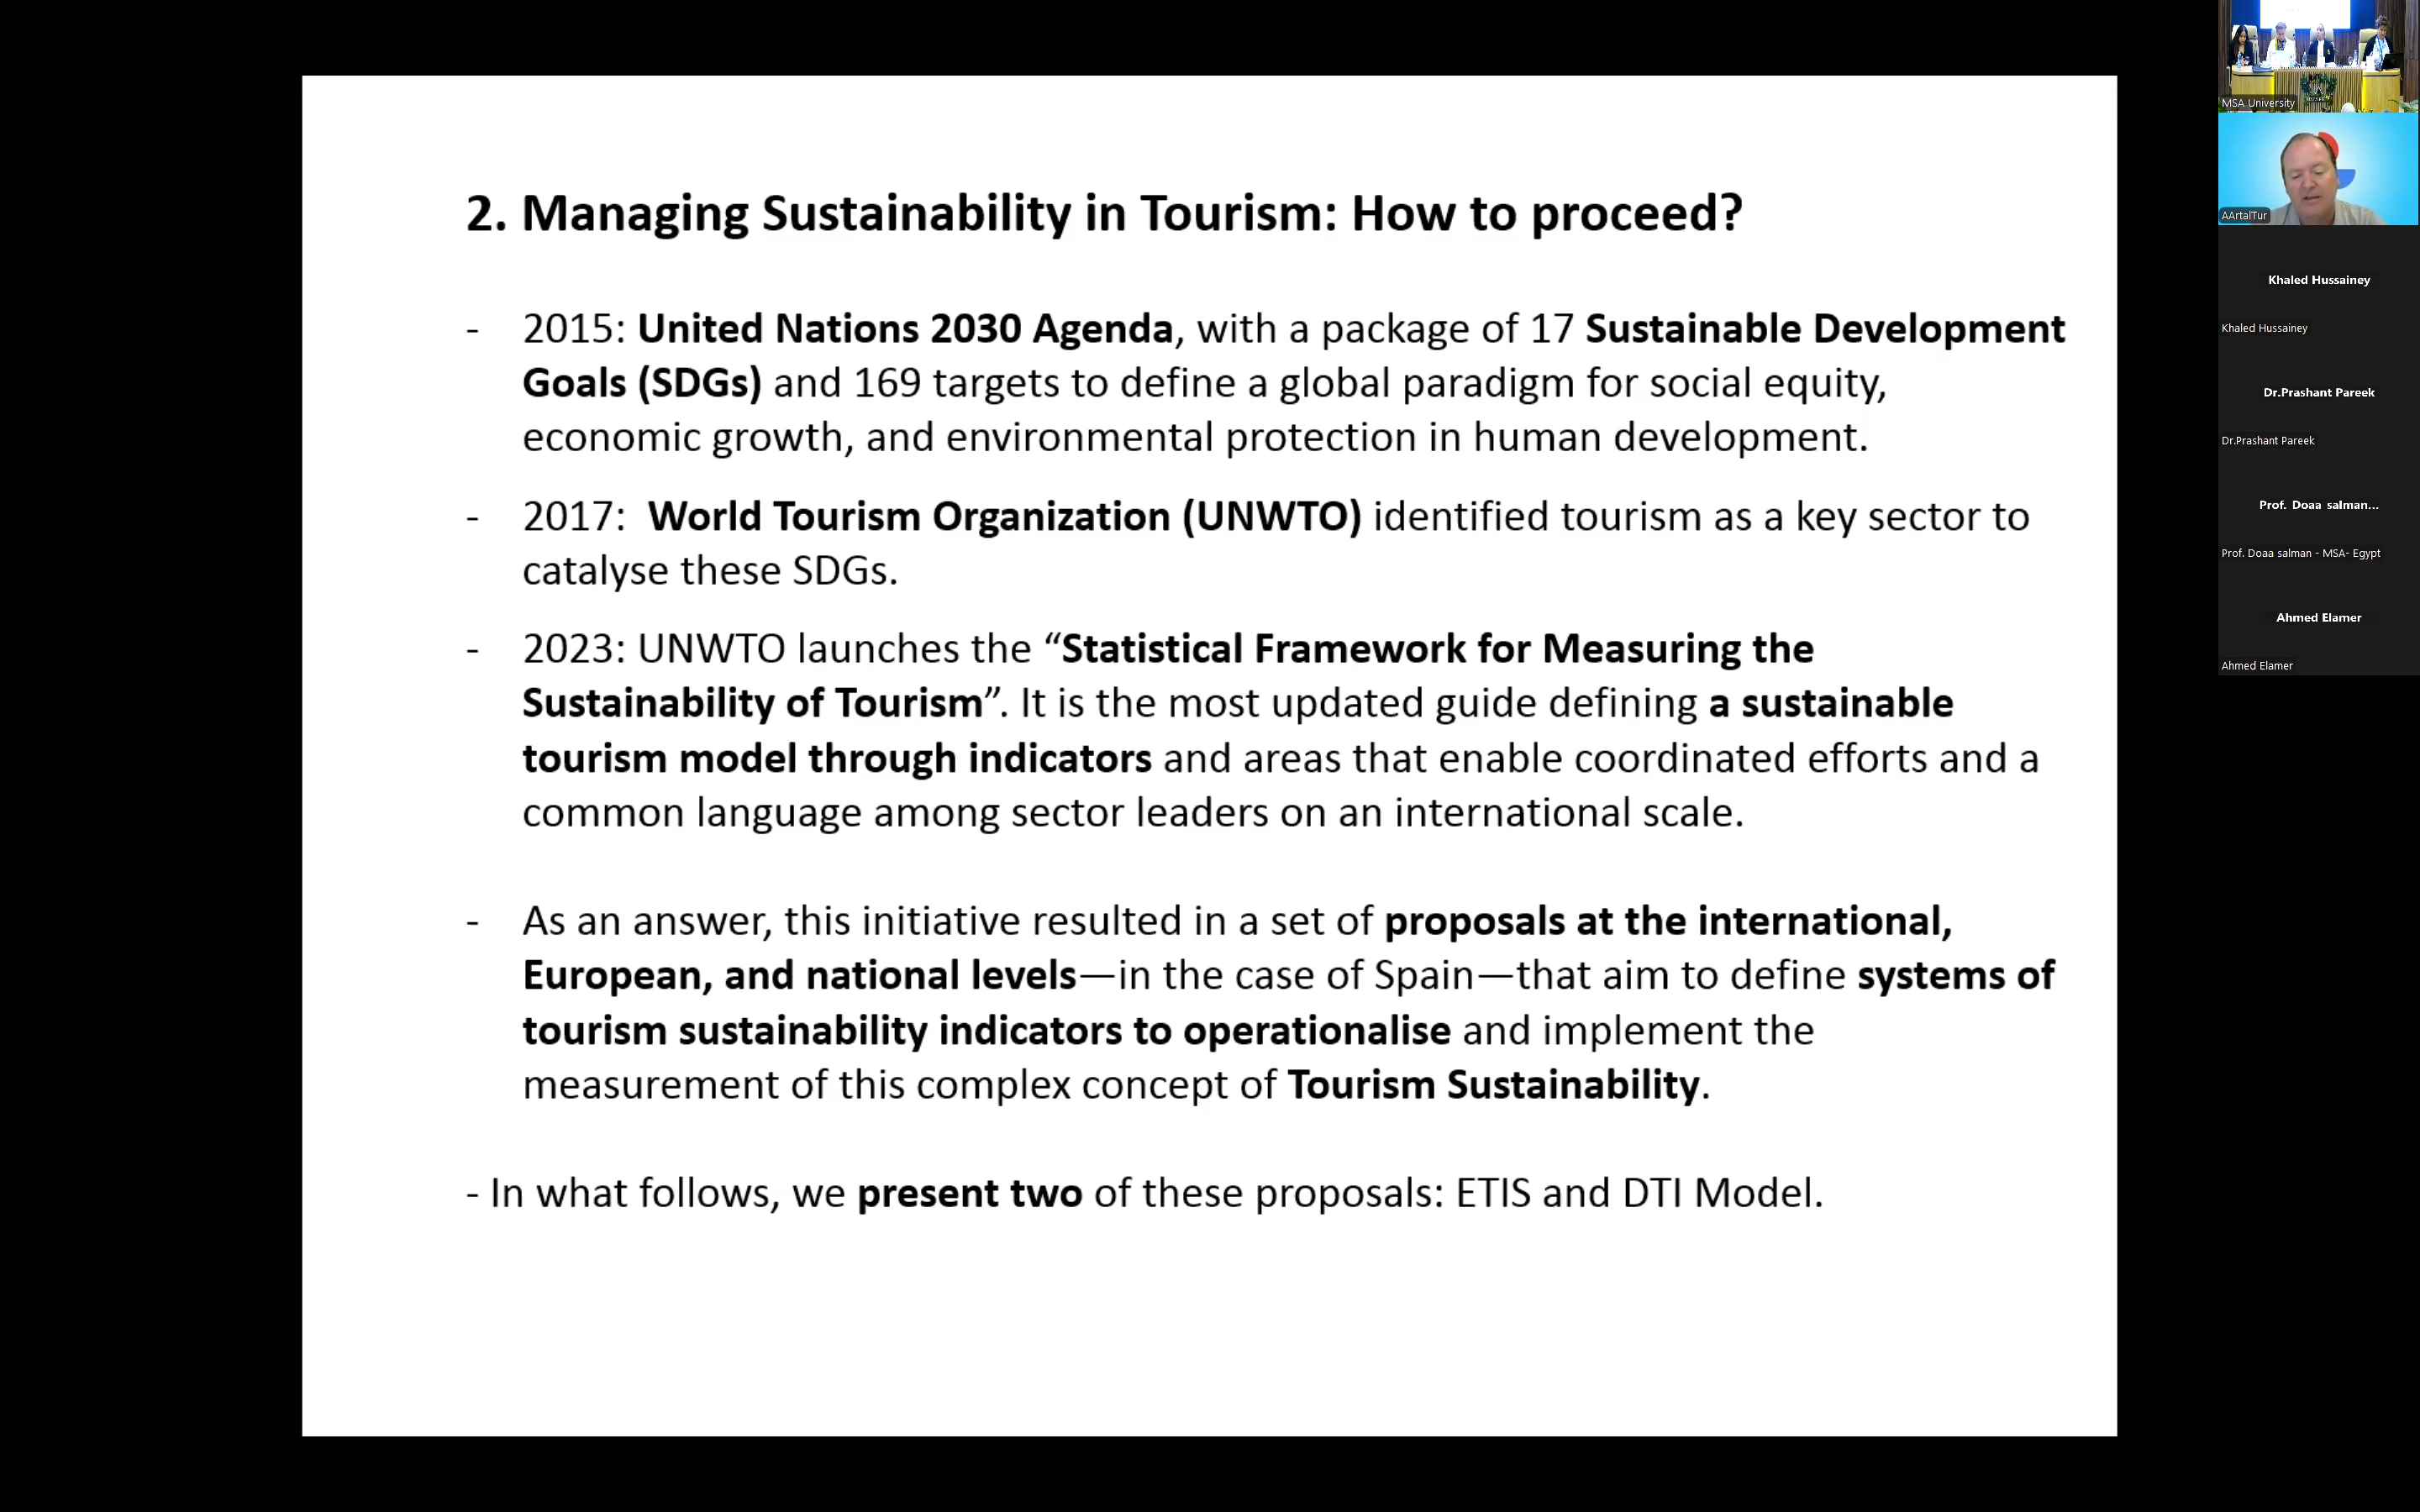 2. Managing Sustainability in Tourism: How to proceed?
- 2015: United Nations 2030 Agenda, with a package of 17 Sustainable Development
Goals (SDGs) and 169 targets to define a global paradigm for social equity,
economic growth, and environmental protection in human development.
- 2017: World Tourism Organization (UNWTO) identified tourism as a key sector to
catalyse these SDGs.
- 2023: UNWTO launches the “Statistical Framework for Measuring the
Sustainability of Tourism”. It is the most updated guide defining a sustainable
tourism model through indicators and areas that enable coordinated efforts and a
common language among sector leaders on an international scale.
- As an answer, this initiative resulted in a set of proposals at the international,
European, and national levels—in the case of Spain—that aim to define systems of
tourism sustainability indicators to operationalise and implement the
measurement of this complex concept of Tourism Sustainability.
- In what follows, we present two of these proposals: ETIS and DTI Model.
MSA University
AArtalTur
Khaled Hussainey
Khaled Hussainey
Dr.Prashant Pareek
Dr.Prashant Pareek
Prof. Doaa salman...
Prof. Doaa salman - MSA- Egypt
Ahmed Elamer
Ahmed Elamer